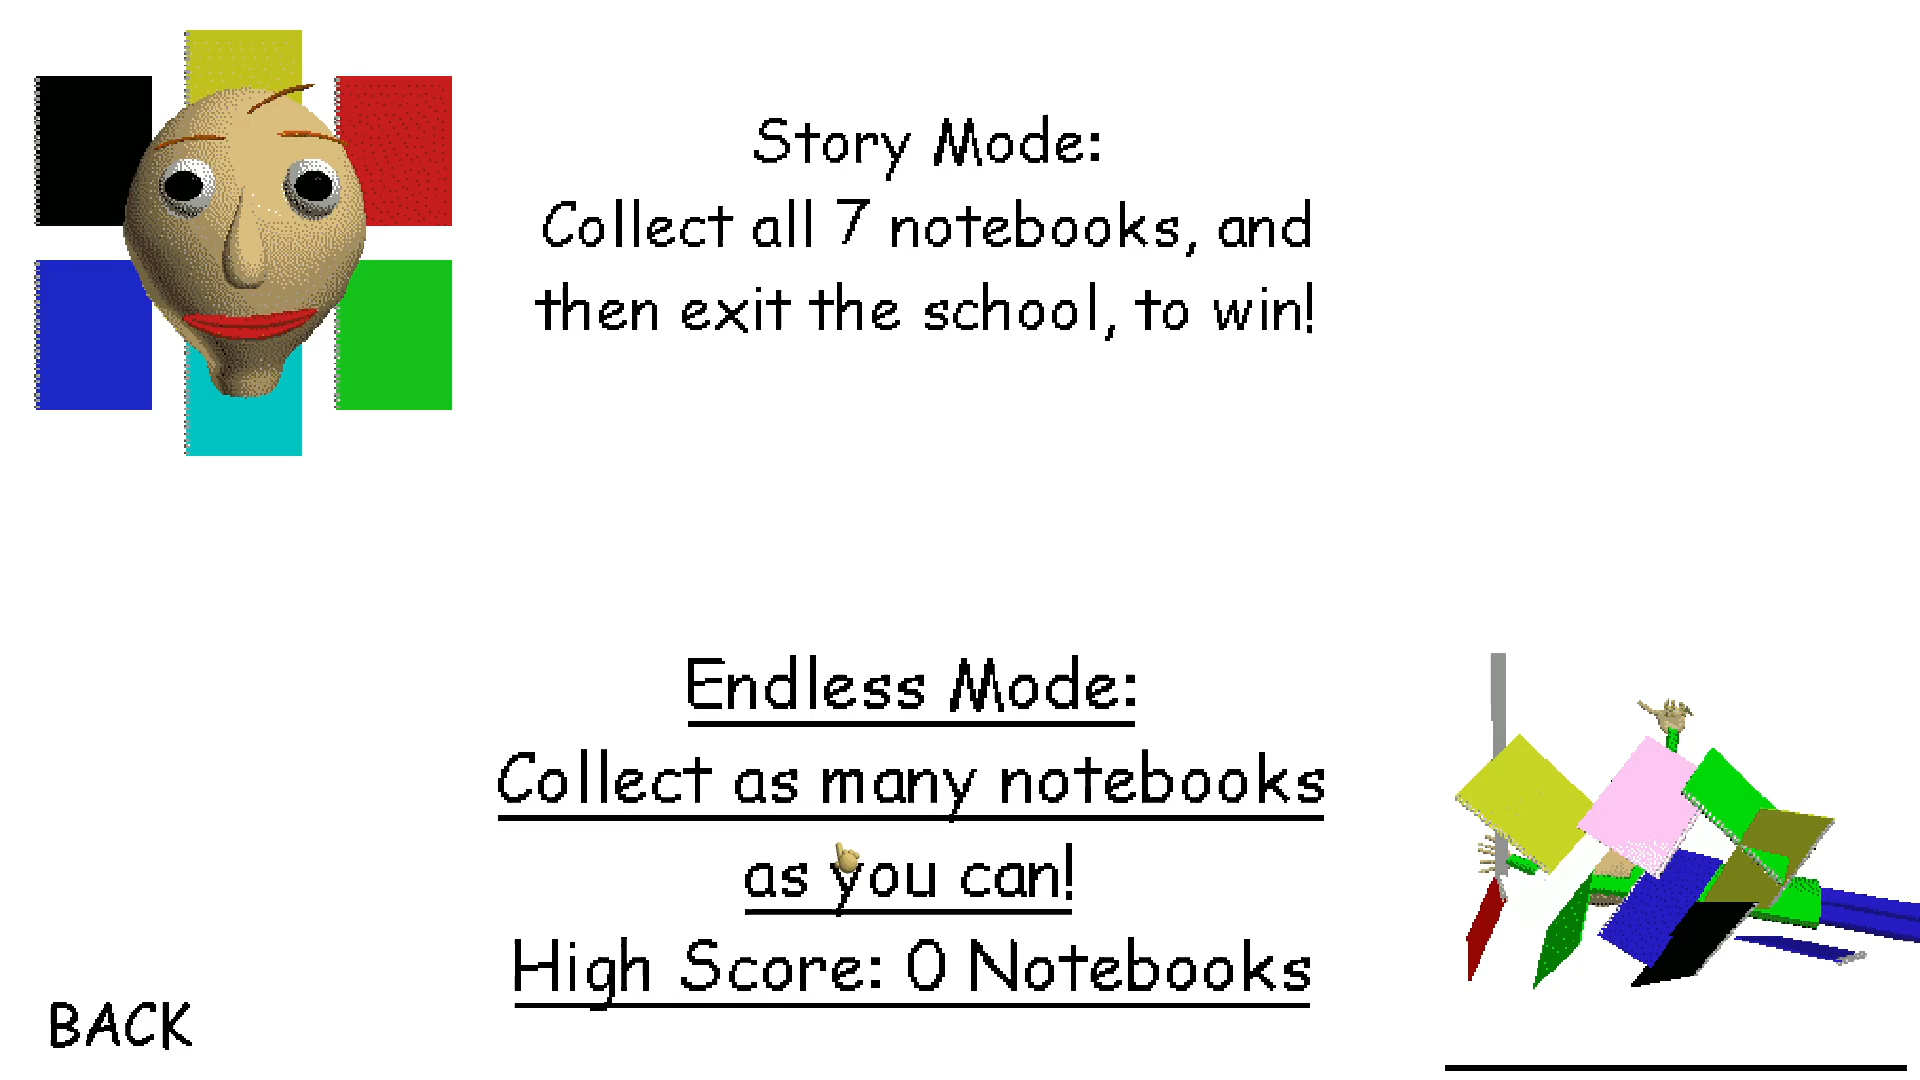 Story Mode:
Collect all 7 notebooks, and
then exit the school, to win!
Endless Mode:
Collect as many notebooks
as you can!
High Score: 0 Notebooks
BACK